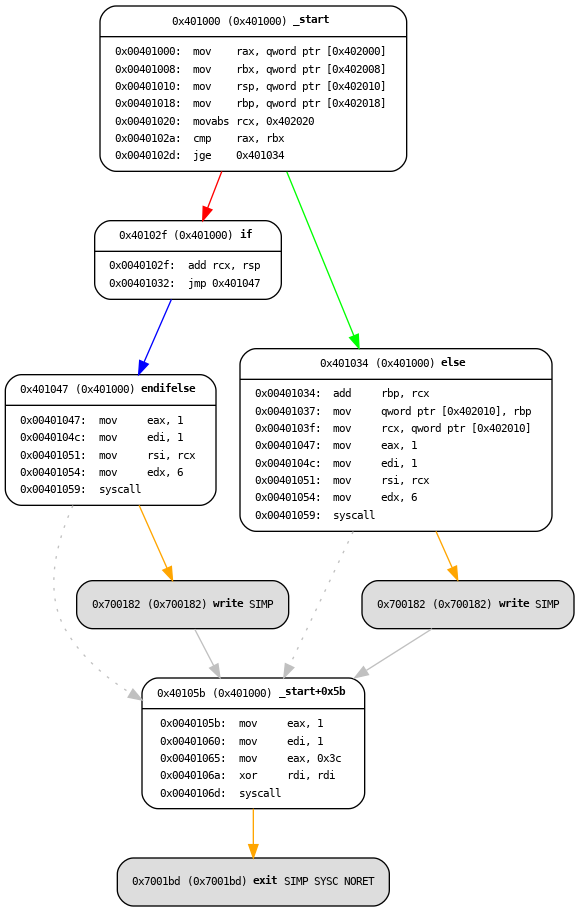 0x401000 (0x401000) _start
0x00401000: mov rax, qword ptr [0x402000]
0x00401008: mov rbx, qword ptr [0x402008]
0x00401010: mov rsp, qword ptr [0x402010]
0x00401018: mov rbp, qword ptr [0x402018]
0x00401020: movabs rcx, 0x402020
0x0040102a: cmp rax, rbx
0x0040102d: jge 0x401034
0x40102f (0x401000) if
0x0040102f: add rcx, rsp
0x00401032: jmp 0x401047
0x401034 (0x401000) else
0x00401034: add rbp, rcx
0x00401037: mov qword ptr [0x402010], rbp
0x0040103f: mov rcx, qword ptr [0x402010]
0x00401047: mov eax, 1
0x0040104c: mov edi, 1
0x00401051: mov rsi, rcx
0x00401054: mov edx, 6
0x00401059: syscall
0x401047 (0x401000) endifelse
0x00401047: mov eax, 1
0x0040104c: mov edi, 1
0x00401051: mov rsi, rcx
0x00401054: mov edx, 6
0x00401059: syscall
0x700182 (0x700182) write SIMP
0x700182 (0x700182) write SIMP
0x40105b (0x401000) _start+0x5b
0x0040105b: mov eax, 1
0x00401060: mov edi, 1
0x00401065: mov eax, 0x3c
0x0040106a: xor rdi, rdi
0x0040106d: syscall
0x7001bd (0x7001bd) exit SIMP SYSC NORET